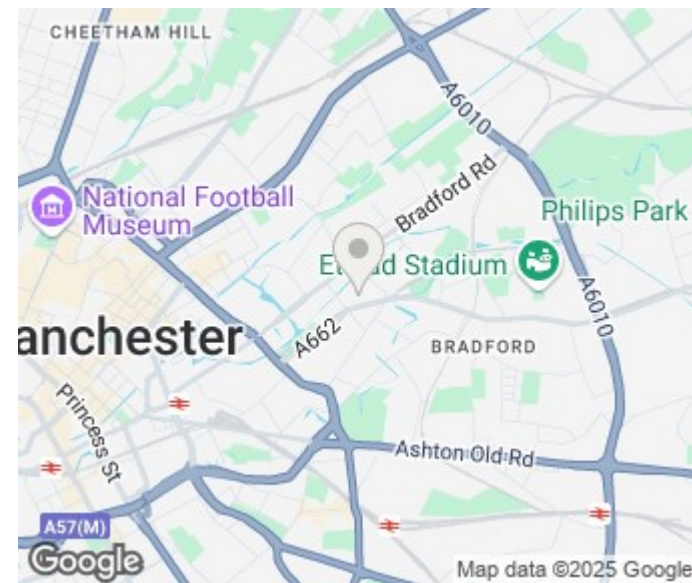 CHEETHAM HILL
A6010
National Football
Museum
Bradford Rd
Philips Park
Stadium
A6010
anchester
A662
BRADFORD
Princess St
Ashton Old Rd
A57(M)
Google
Map data ©2025 Google